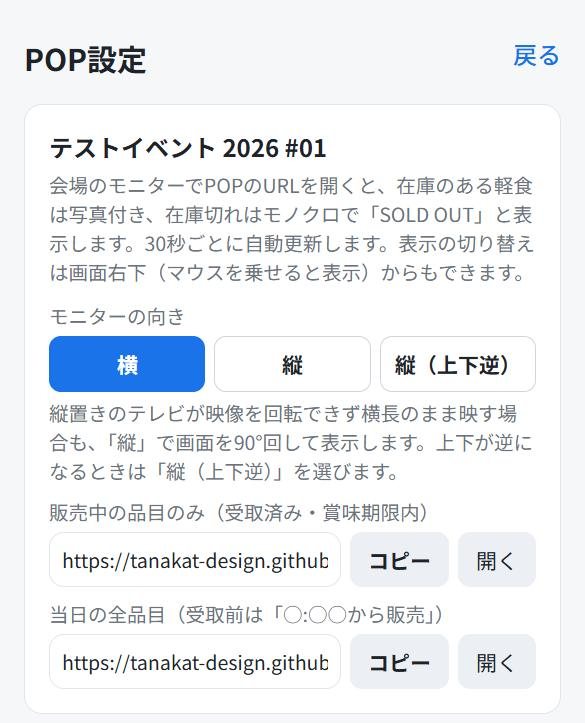 POP設定
戻る
テストイベント 2026 #01
会場のモニターでPOPのURLを開くと、在庫のある軽食
は写真付き、在庫切れはモノクロで「SOLD OUT」と表
示します。30秒ごとに自動更新します。表示の切り替え
は画面右下（マウスを乗せると表示）からもできます。
モニターの向き
横
縦
縦（上下逆）
縦置きのテレビが映像を回転できず横長のまま映す場
合も、「縦」で画面を90°回して表示します。上下が逆に
なるときは「縦（上下逆）」を選びます。
販売中の品目のみ（受取済み・賞味期限内）
https://tanakat-design.github
コピー
開く
当日の全品目（受取前は「〇:〇〇から販売」）
https://tanakat-design.github
コピー
開く